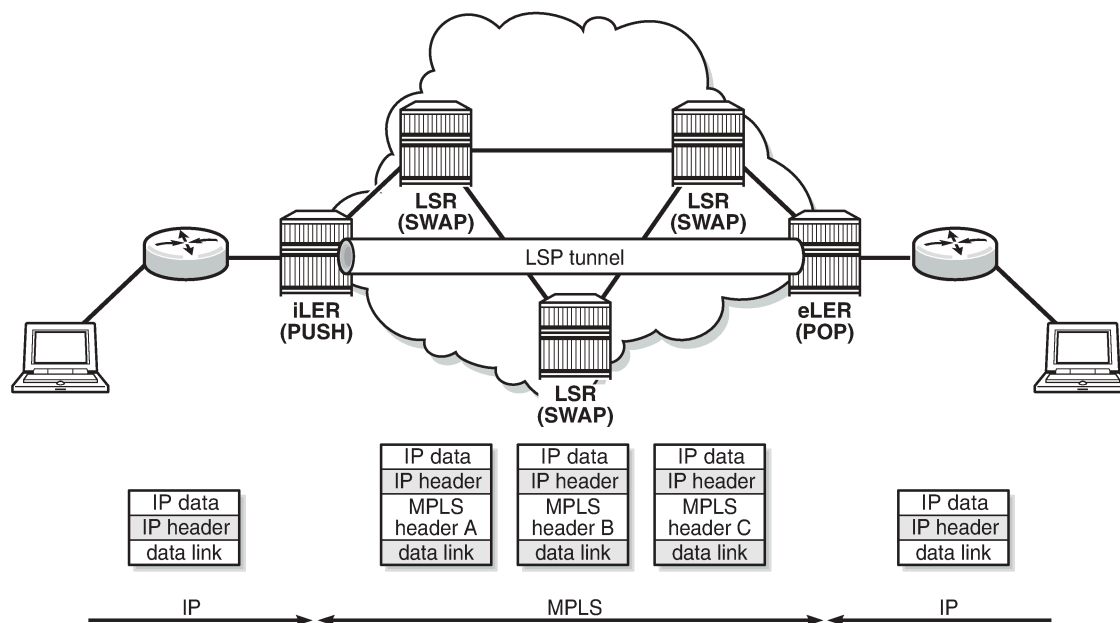 LSR
(SWAP)
LSR
(SWAP)
LSP tunnel
iLER
(PUSH)
eLER
(POP)
LSR
(SWAP)
IP data
IP header
MPLS
header A
data link
IP data
IP header
MPLS
header B
data link
IP data
IP header
MPLS
header C
data link
IP data
IP header
data link
IP data
IP header
data link
IP
MPLS
IP